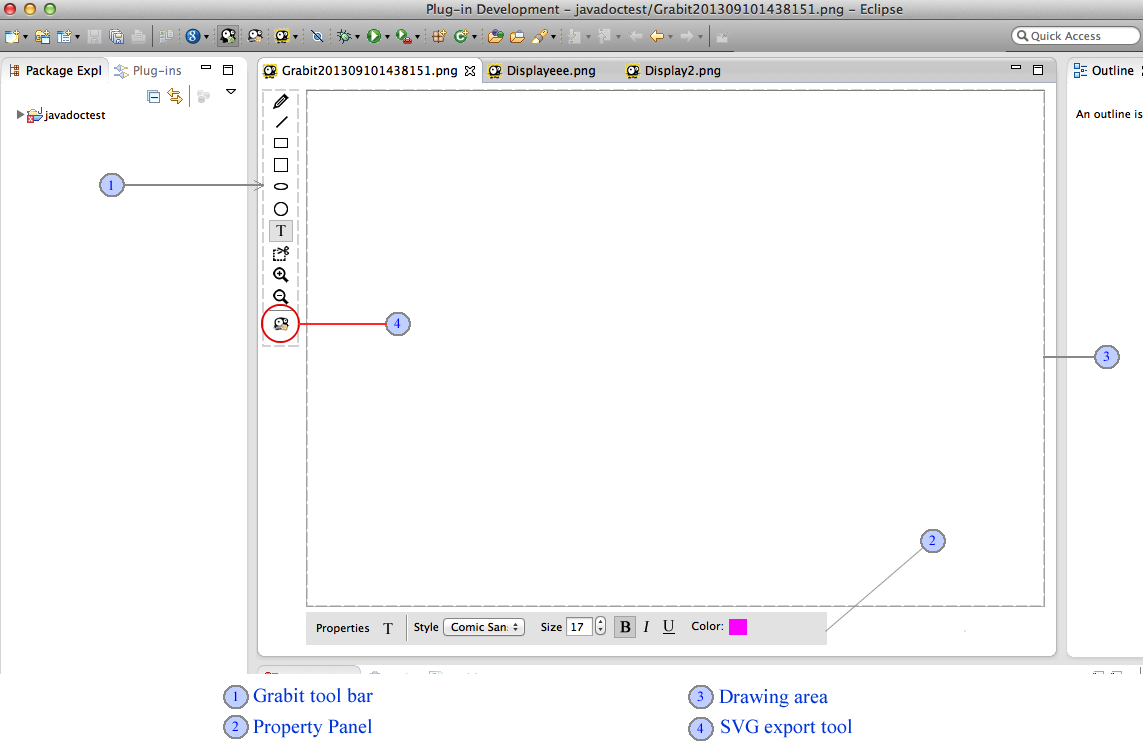 Plug-in Development – javadoctest/Grabit201309101438151.png – Eclipse
8
Quick Access
Package Expl
Plug-ins
Grabit201309101438151.png
Displayeee.png
Display2.png
Outline
javadoctest
An outline is
1
T
4
3
2
Properties T Style Comic San: Size 17 B I U Color:
1 Grabit tool bar
3 Drawing area
2 Property Panel
4 SVG export tool